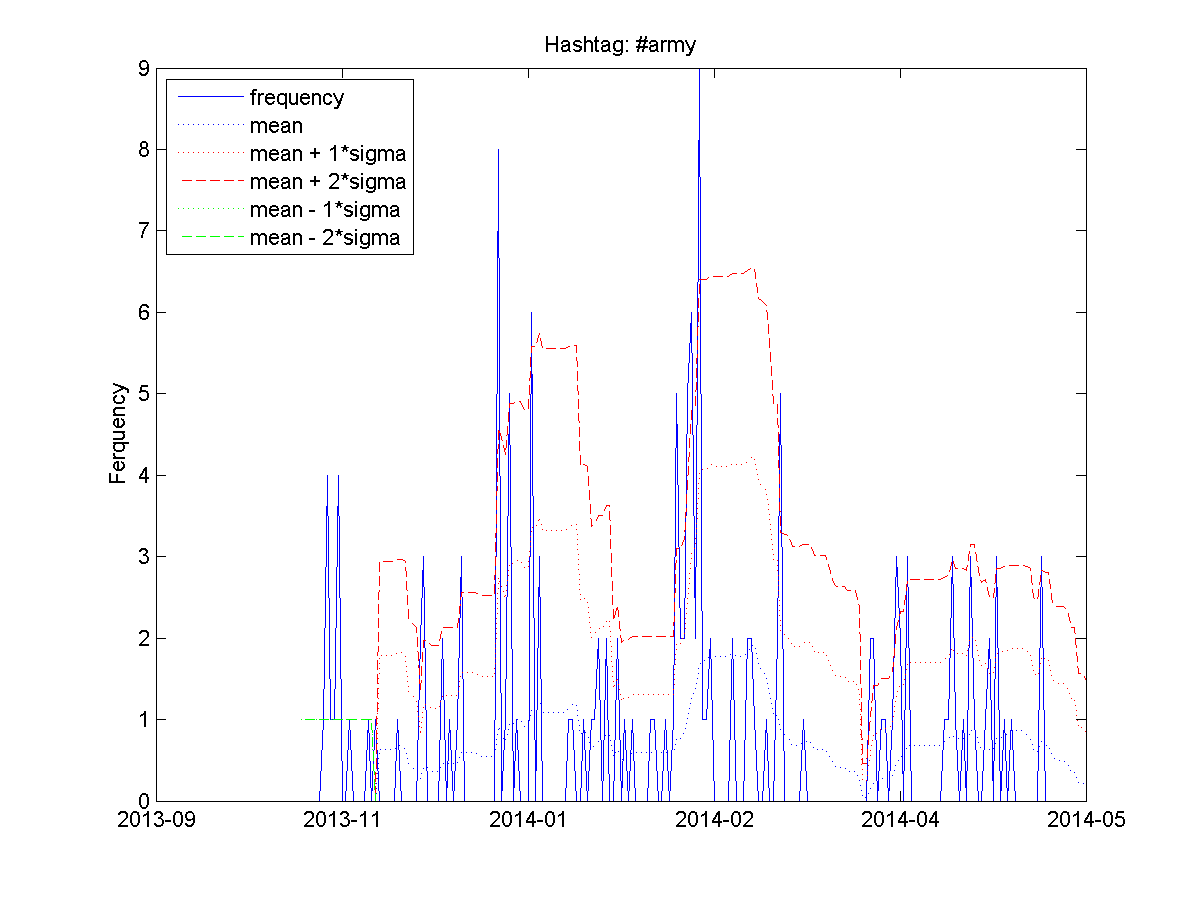 Hashtag: #army
9
8
7
6
5
4
3
2
1
0
Ferquency
frequency
mean
mean + 1*sigma
mean + 2*sigma
mean - 1*sigma
mean - 2*sigma
2013-09 2013-11 2014-01 2014-02 2014-04 2014-05